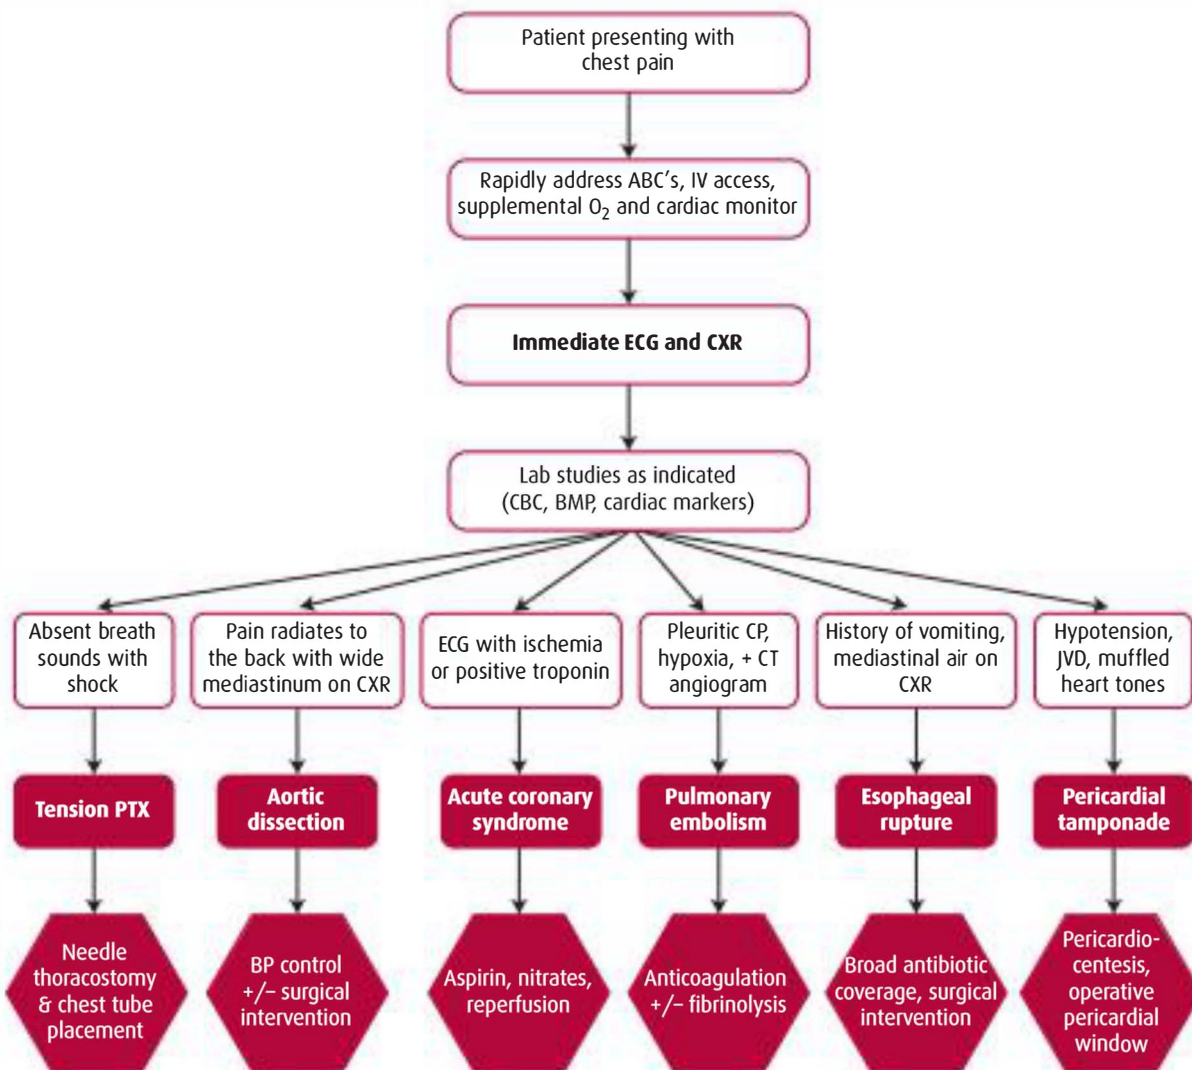 Patient presenting with
chest pain
Rapidly address ABC's, IV access,
supplemental O₂ and cardiac monitor
Immediate ECG and CXR
Lab studies as indicated
(CBC, BMP, cardiac markers)
Absent breath
sounds with
shock
Pain radiates to
the back with wide
mediastinum on CXR
ECG with ischemia
or positive troponin
Pleuritic CP,
hypoxia, + CT
angiogram
History of vomiting,
mediastinal air on
CXR
Hypotension,
JVD, muffled
heart tones
Tension PTX
Aortic
dissection
Acute coronary
syndrome
Pulmonary
embolism
Esophageal
rupture
Pericardial
tamponade
Needle
thoracostomy
& chest tube
placement
BP control
+/− surgical
intervention
Aspirin, nitrates,
reperfusion
Anticoagulation
+/− fibrinolysis
Broad antibiotic
coverage, surgical
intervention
Pericardio-
centesis,
operative
pericardial
window